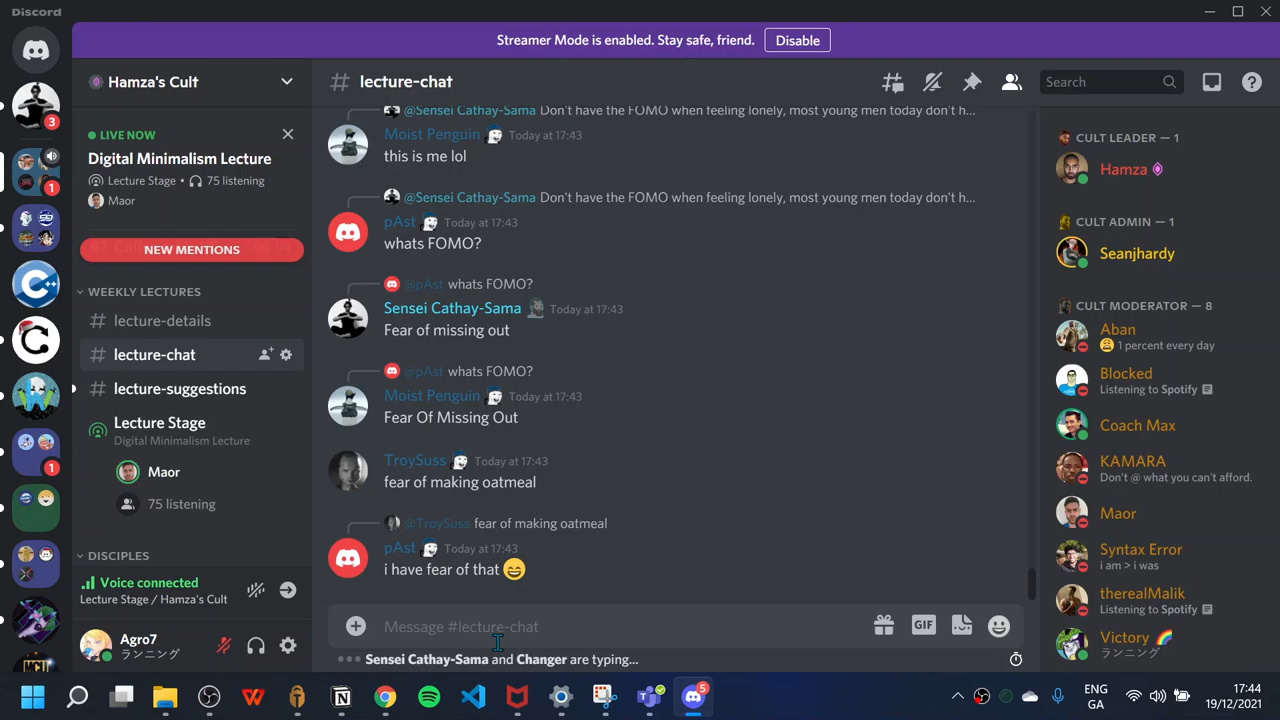 Discord
Streamer Mode is enabled. Stay safe, friend.
Disable
Hamza's Cult
# lecture-chat
Search
3
LIVE NOW
Digital Minimalism Lecture
Lecture Stage • 75 listening
Maor
1
NEW MENTIONS
WEEKLY LECTURES
# lecture-details
# lecture-chat
# lecture-suggestions
Lecture Stage
Digital Minimalism Lecture
Maor
75 listening
1
DISCIPLES
Voice connected
Lecture Stage / Hamza's Cult
Agro7
ランニング
MCU
@Sensei Cathay-Sama Don't have the FOMO when feeling lonely, most young men today don't h...
Moist Penguin Today at 17:43
this is me lol
@Sensei Cathay-Sama Don't have the FOMO when feeling lonely, most young men today don't h...
pAst Today at 17:43
whats FOMO?
@pAst whats FOMO?
Sensei Cathay-Sama Today at 17:43
Fear of missing out
@pAst whats FOMO?
Moist Penguin Today at 17:43
Fear Of Missing Out
TroySuss Today at 17:43
fear of making oatmeal
@TroySuss fear of making oatmeal
pAst Today at 17:43
i have fear of that 😄
Message #lecture-chat
GIF
Sensei Cathay-Sama and Changer are typing...
CULT LEADER — 1
Hamza
CULT ADMIN — 1
Seanjhardy
CULT MODERATOR — 8
Aban
😩 1 percent every day
Blocked
Listening to Spotify
Coach Max
KAMARA
Don't @ what you can't afford.
Maor
Syntax Error
i am > i was
therealMalik
Listening to Spotify
Victory 🌈
ランニング
5
ENG
GA
17:44
19/12/2021